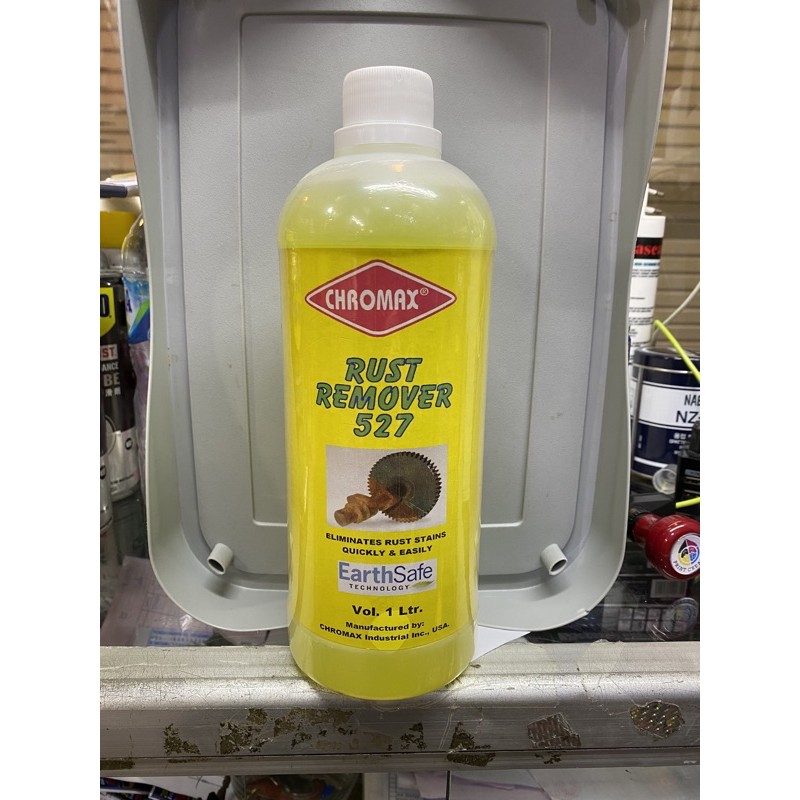 CHROMAX®
RUST
REMOVER
527
ELIMINATES RUST STAINS
QUICKLY & EASILY
EarthSafe
TECHNOLOGY
Vol. 1 Ltr.
Manufactured by:
CHROMAX Industrial Inc., USA.
NZ